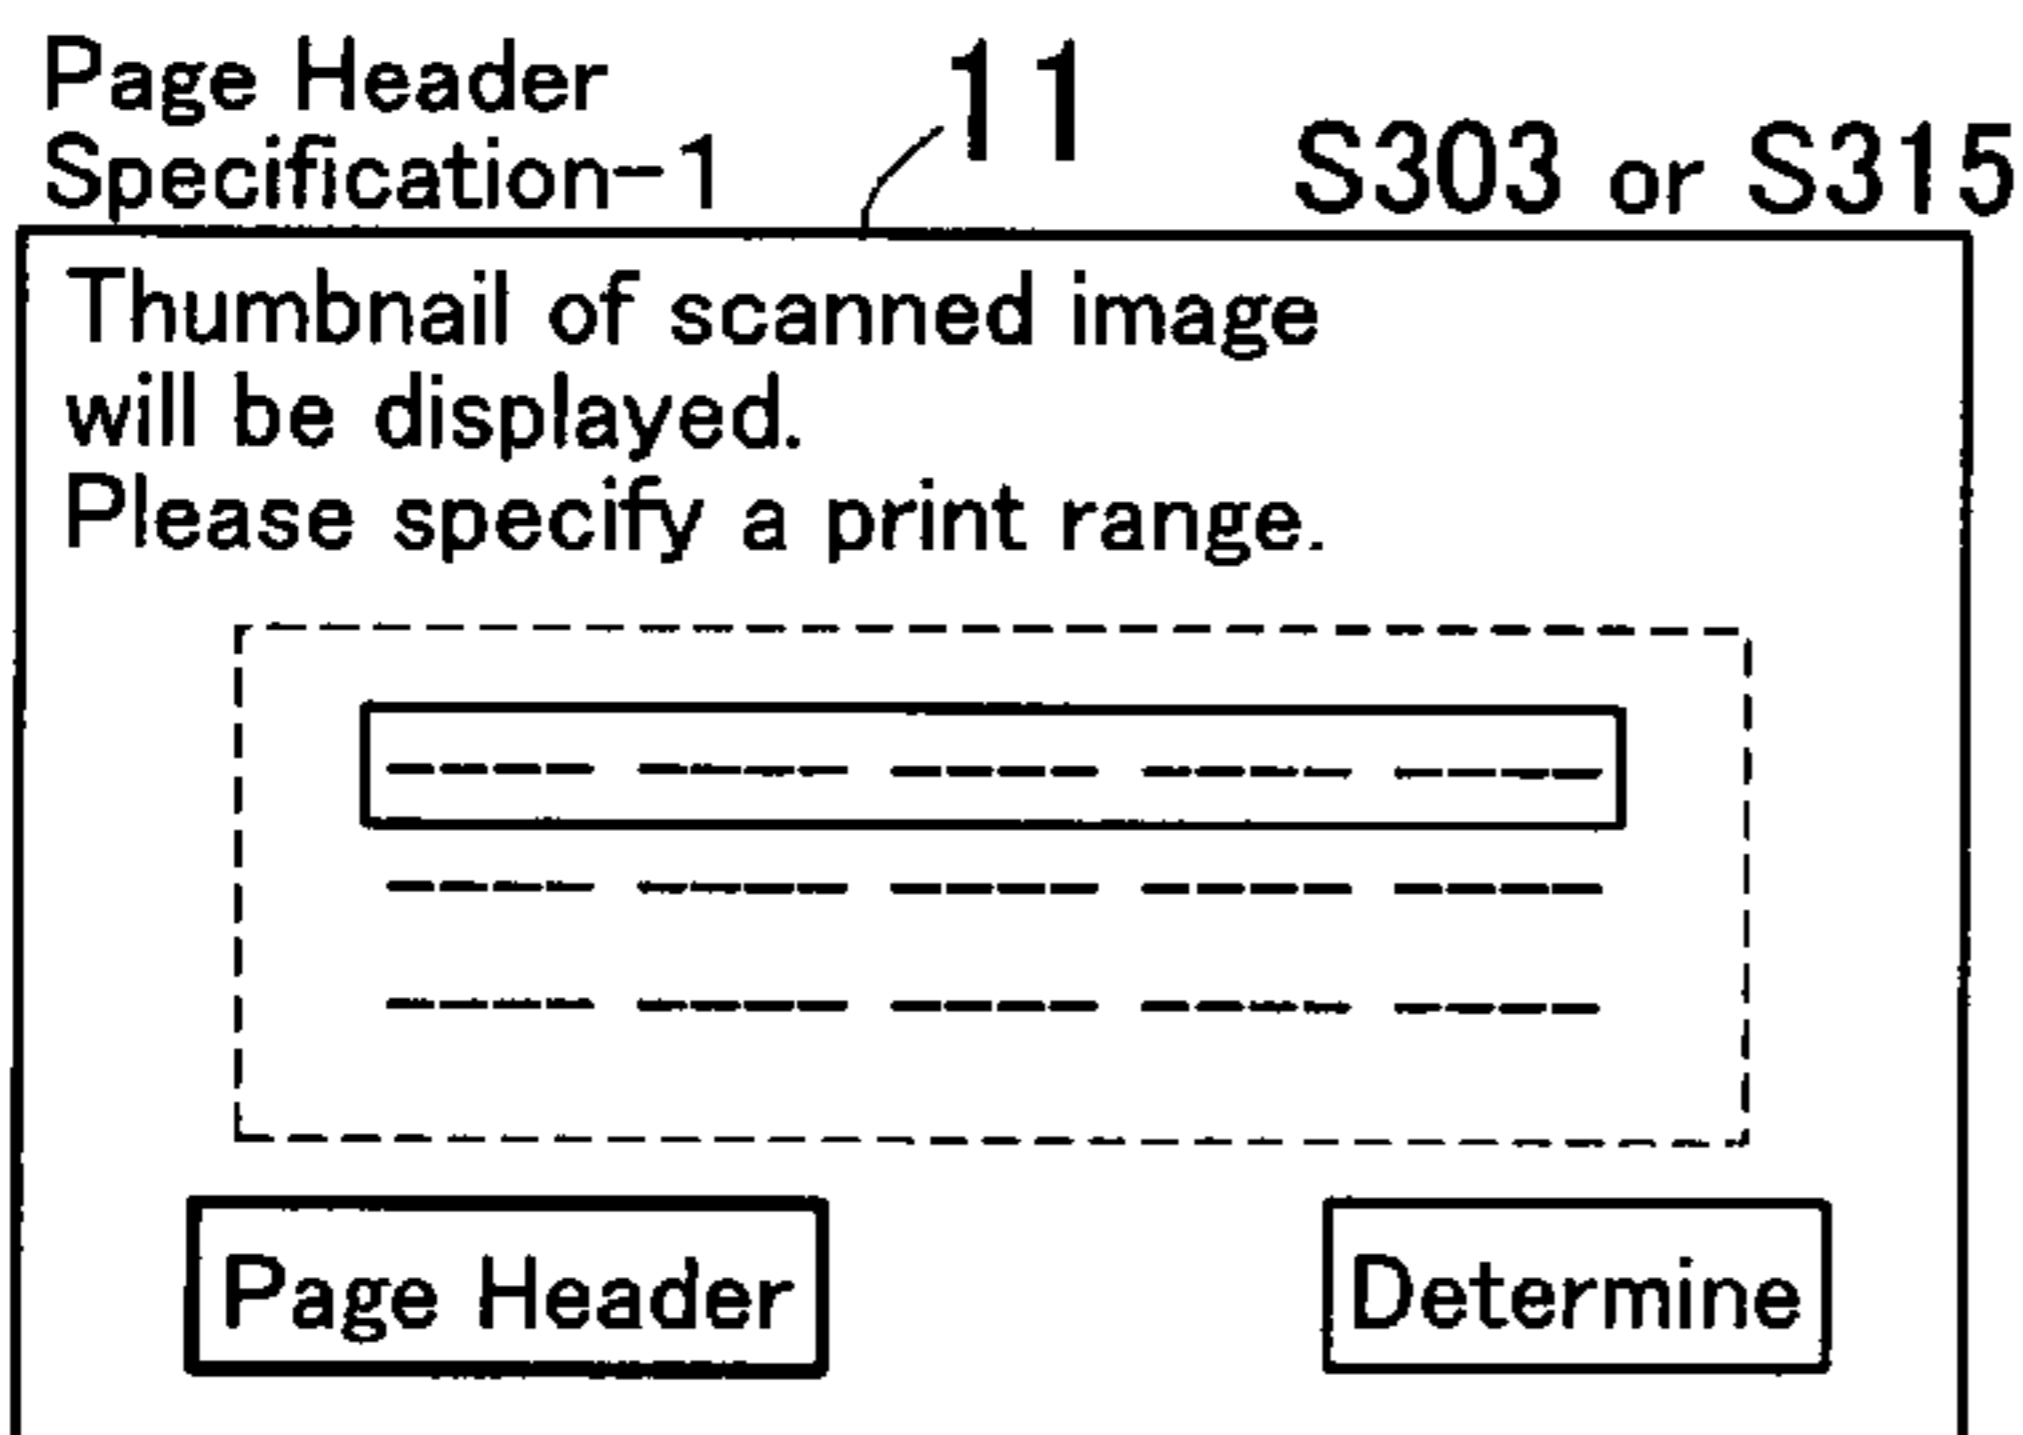 Page Header
Specification-1
11
S303 or S315
Thumbnail of scanned image
will be displayed.
Please specify a print range.
Page Header
Determine